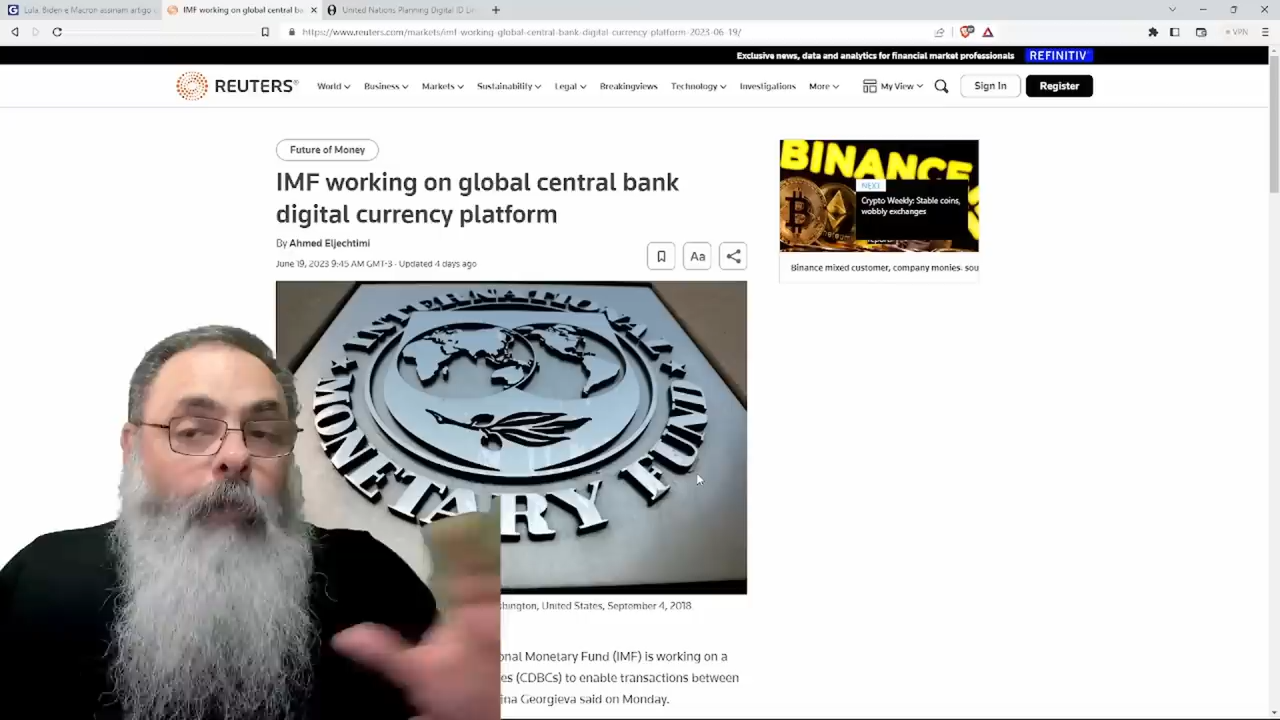 Lula, Biden e Macron assinam artigo
IMF working on global central ba
United Nations Planning Digital ID Lin
https://www.reuters.com/markets/imf-working-global-central-bank-digital-currency-platform-2023-06-19/
VPN
Exclusive news, data and analytics for financial market professionals REFINITIV
REUTERS® World Business Markets Sustainability Legal Breakingviews Technology Investigations More My View Sign In Register
Future of Money
IMF working on global central bank
digital currency platform
By Ahmed Eljechtimi
June 19, 2023 9:45 AM GMT-3 · Updated 4 days ago
Aa
BINANCE
NEXT
Crypto Weekly: Stable coins,
wobbly exchanges
Binance mixed customer, company monies, sou
INTERNATIONAL
MONETARY FUND
hington, United States, September 4, 2018
onal Monetary Fund (IMF) is working on a
es (CDBCs) to enable transactions between
ina Georgieva said on Monday.